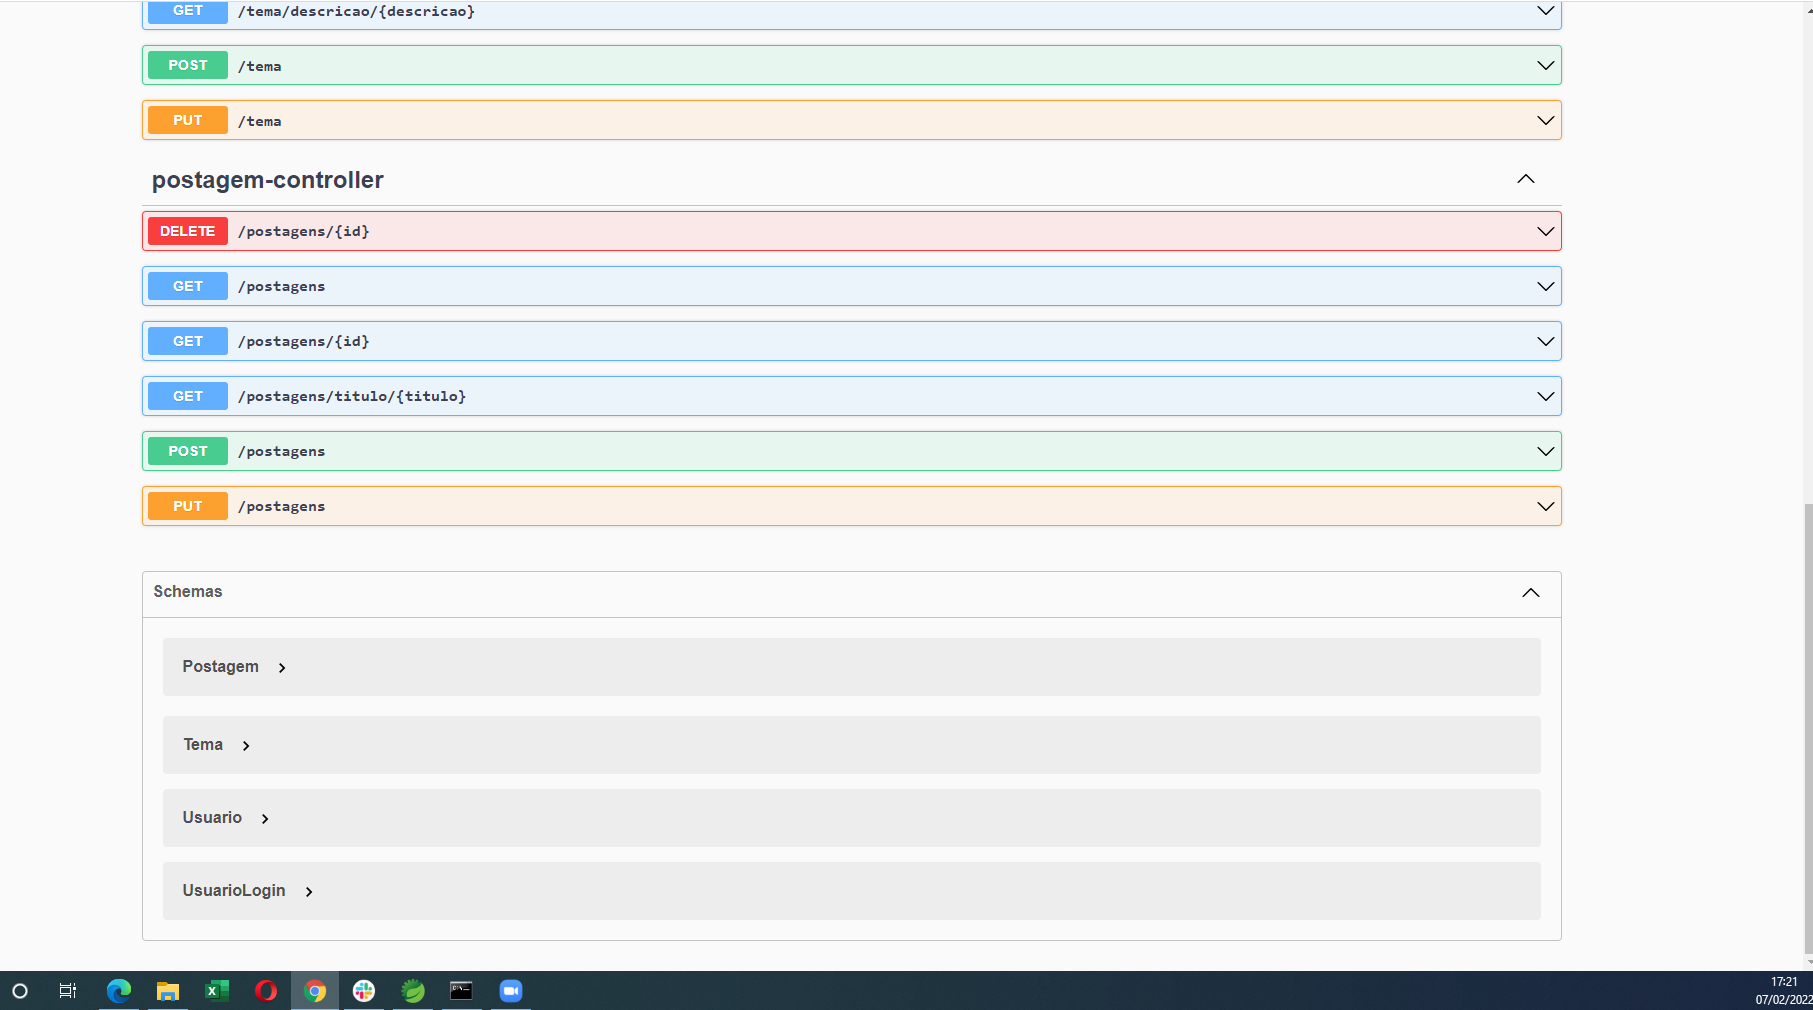 GET /tema/descricao/{descricao}
POST /tema
PUT /tema
postagem-controller
DELETE /postagens/{id}
GET /postagens
GET /postagens/{id}
GET /postagens/titulo/{titulo}
POST /postagens
PUT /postagens
Schemas
Postagem
Tema
Usuario
UsuarioLogin
17:21
07/02/2022